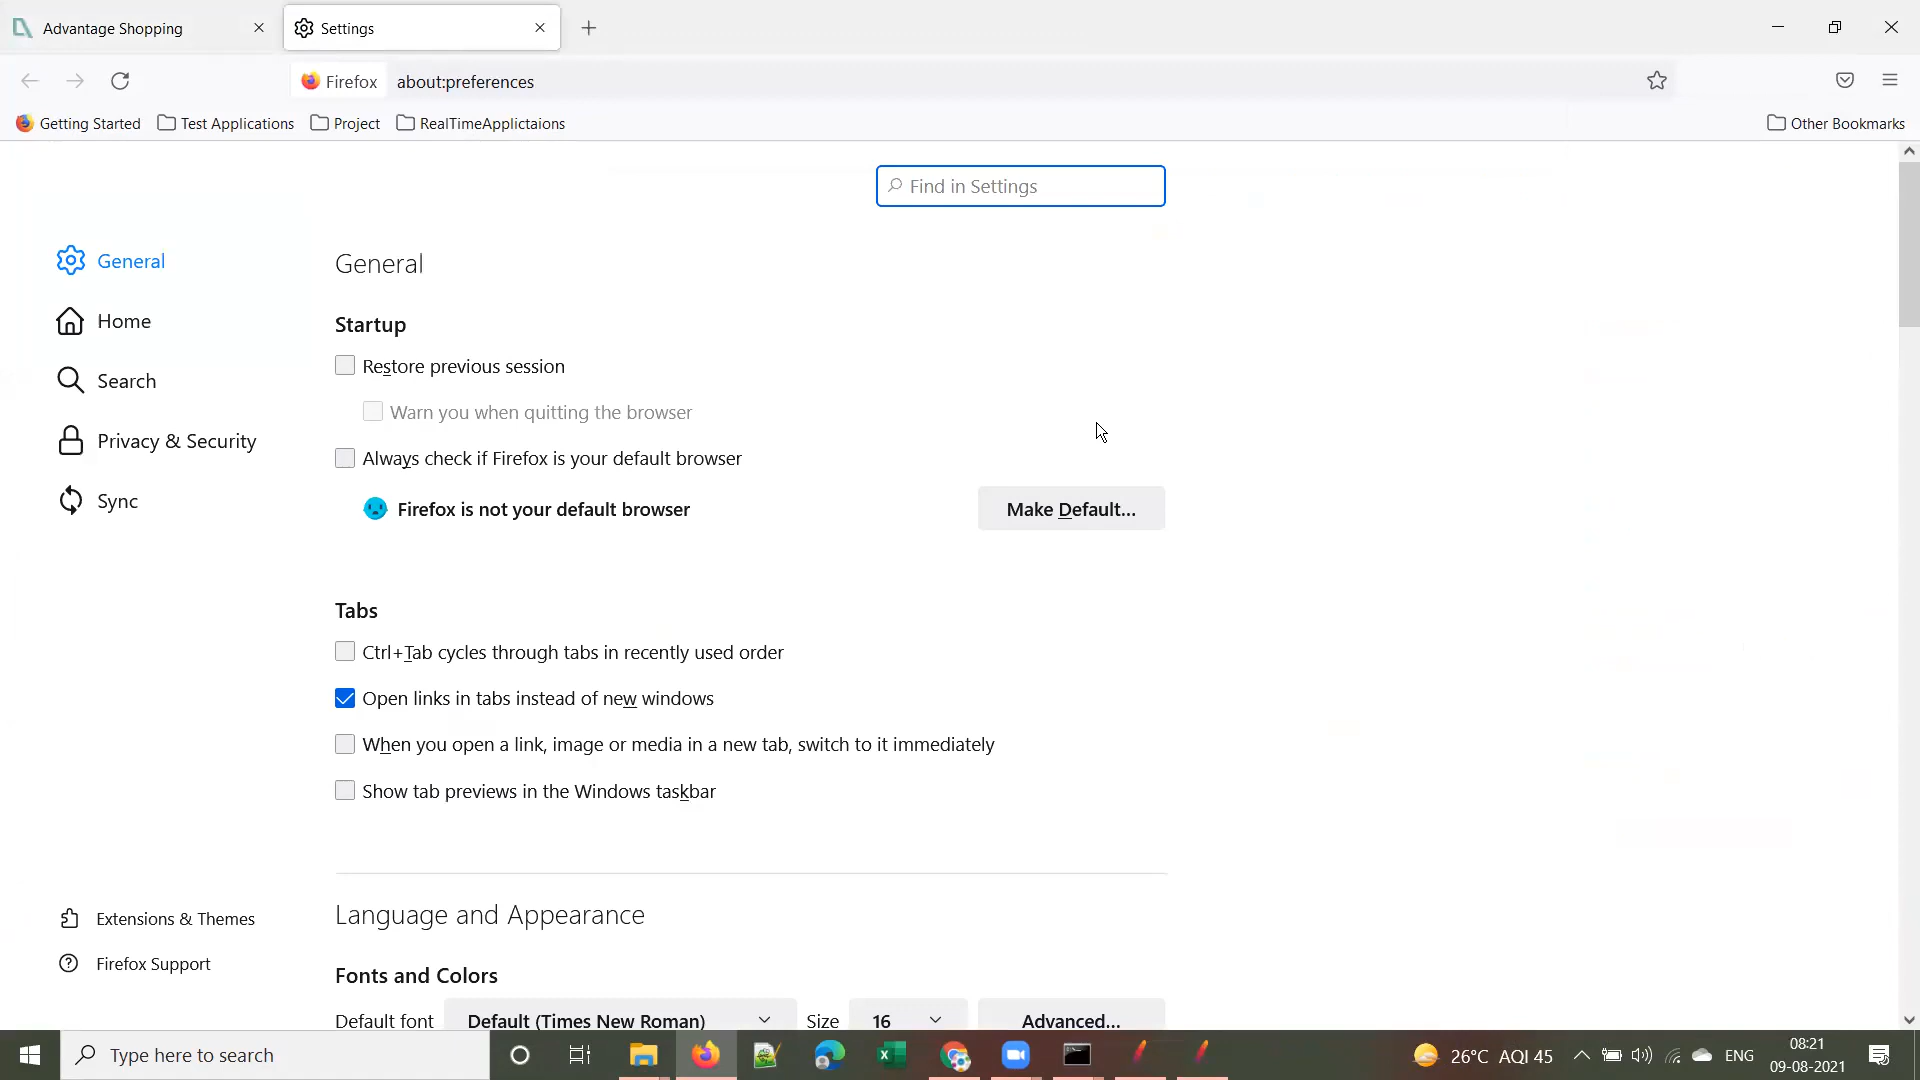 Advantage Shopping
Settings
Firefox about:preferences
Getting Started Test Applications Project RealTimeApplictaions Other Bookmarks
Find in Settings
General
Home
Search
Privacy & Security
Sync
Extensions & Themes
Firefox Support
General
Startup
Restore previous session
Warn you when quitting the browser
Always check if Firefox is your default browser
Firefox is not your default browser Make Default...
Tabs
Ctrl+Tab cycles through tabs in recently used order
Open links in tabs instead of new windows
When you open a link, image or media in a new tab, switch to it immediately
Show tab previews in the Windows taskbar
Language and Appearance
Fonts and Colors
Default font Default (Times New Roman) Size 16 Advanced...
Type here to search
26°C AQI 45 ENG
08:21
09-08-2021